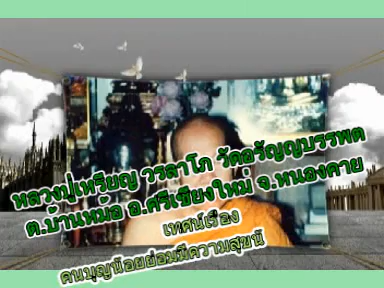 หลวงปู่เหรียญ วรลาโภ วัดอรัญญบรรพต
ต.บ้านหม้อ อ.ศรีเชียงใหม่ จ.หนองคาย
เทศน์เรื่อง
คนบุญน้อยย่อมมีความสุขน้